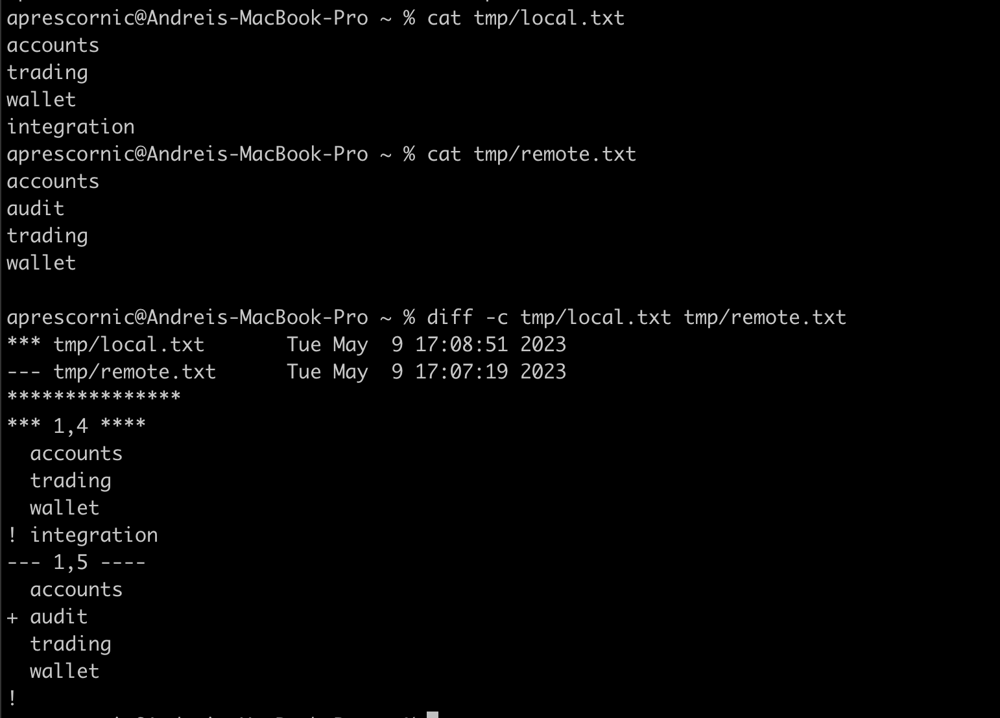 aprescornic@Andreis-MacBook-Pro ~ % cat tmp/local.txt
accounts
trading
wallet
integration
aprescornic@Andreis-MacBook-Pro ~ % cat tmp/remote.txt
accounts
audit
trading
wallet

aprescornic@Andreis-MacBook-Pro ~ % diff -c tmp/local.txt tmp/remote.txt
*** tmp/local.txt       Tue May  9 17:08:51 2023
--- tmp/remote.txt      Tue May  9 17:07:19 2023
***************
*** 1,4 ****
  accounts
  trading
  wallet
! integration
--- 1,5 ----
  accounts
+ audit
  trading
  wallet
!